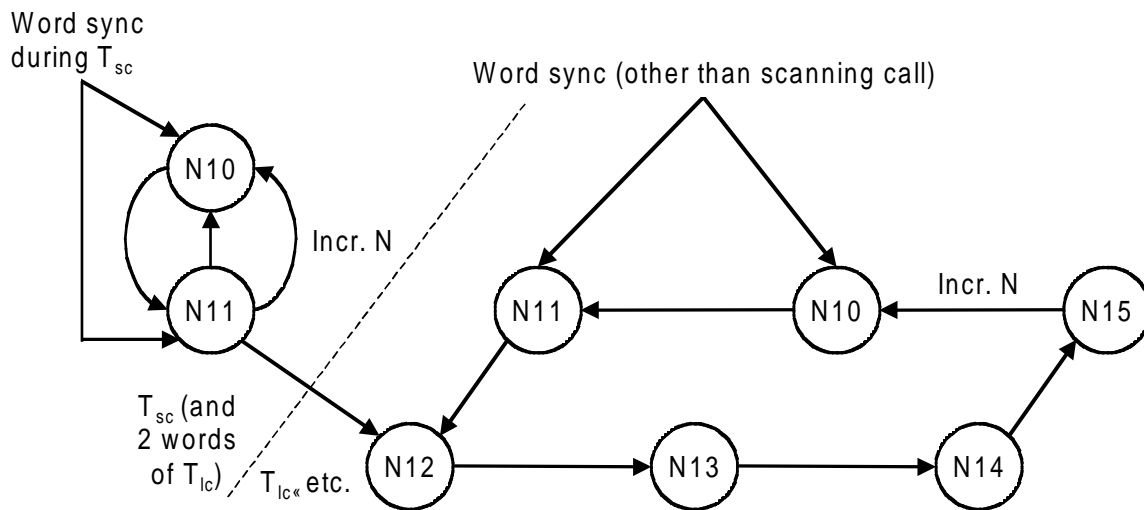 Word sync
during Tsc
Word sync (other than scanning call)
N10
Incr. N
N11
N11
N10
Incr. N
N15
Tsc (and
2 words
of Tlc)
Tlc« etc.
N12
N13
N14